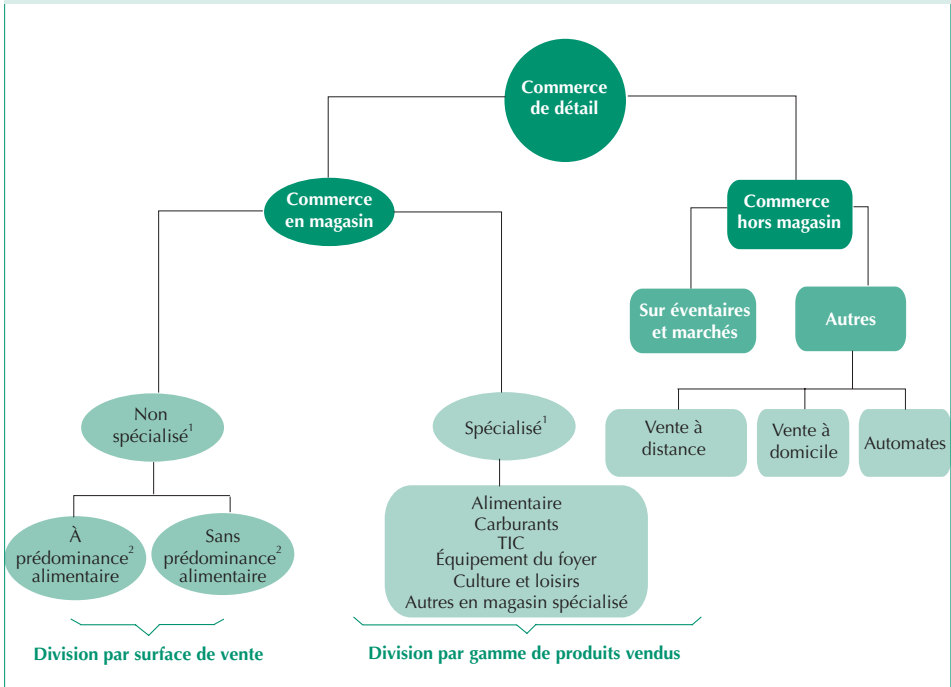 Commerce
de détail
Commerce
en magasin
Commerce
hors magasin
Sur éventaires
et marchés
Autres
Non
spécialisé¹
Spécialisé¹
Vente à
distance
Vente à
domicile
Automates
À
prédominance²
alimentaire
Sans
prédominance²
alimentaire
Alimentaire
Carburants
TIC
Équipement du foyer
Culture et loisirs
Autres en magasin spécialisé
Division par surface de vente
Division par gamme de produits vendus